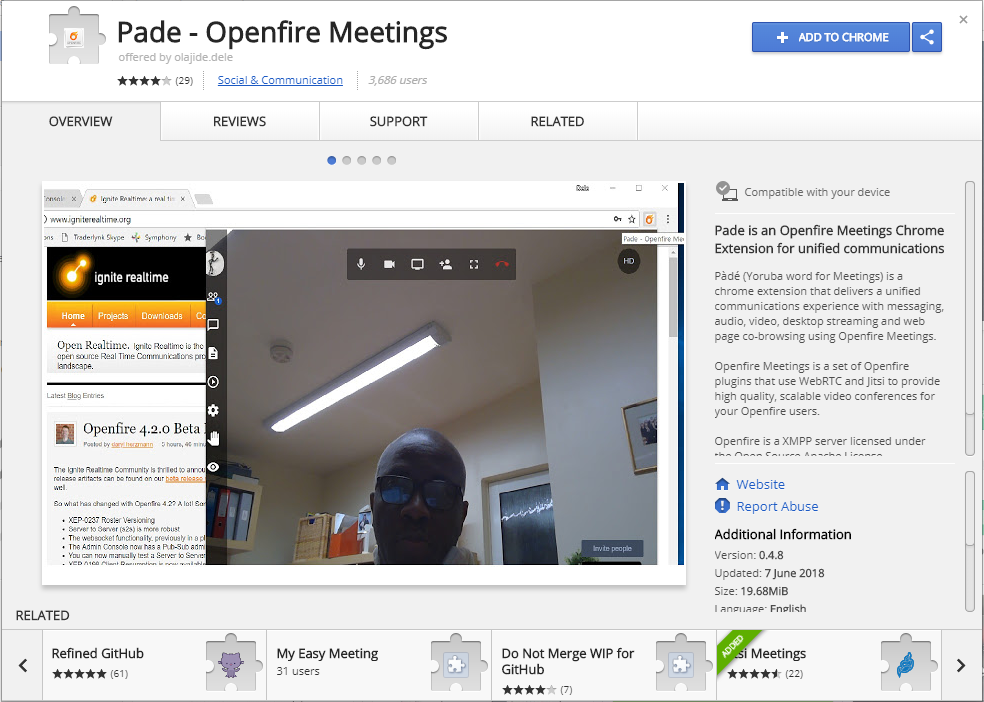 Pade - Openfire Meetings
offered by olajide.dele
(29)
Social & Communication
3,686 users
ADD TO CHROME
OVERVIEW
REVIEWS
SUPPORT
RELATED
www.igniterealtime.org
Ignite Realtime: a real tim
Traderlynk Skype
Symphony
Pade - Openfire Mee
ignite realtime
Home
Projects
Downloads
Open Realtime. Ignite Realtime is the
open source Real Time Communications pro
landscape.
Latest Blog Entries
Openfire 4.2.0 Beta
Posted by daryl herzmann
The Ignite Realtime Community is thrilled to annou
release artifacts can be found on our beta release
well.
So what has changed with Openfire 4.2? A lot! Some
XEP-0237 Roster Versioning
Server to Server (s2s) is more robust
The websocket functionality, previously in a pl
The Admin Console now has a Pub-Sub adm
You can now manually test a Server to Server
XEP-0198 Client Resumption is now available
HD
Invite people
Compatible with your device
Pade is an Openfire Meetings Chrome
Extension for unified communications
Pàdé (Yoruba word for Meetings) is a
chrome extension that delivers a unified
communications experience with messaging,
audio, video, desktop streaming and web
page co-browsing using Openfire Meetings.
Openfire Meetings is a set of Openfire
plugins that use WebRTC and Jitsi to provide
high quality, scalable video conferences for
your Openfire users.
Openfire is a XMPP server licensed under
the Open Source Apache License.
Website
Report Abuse
Additional Information
Version: 0.4.8
Updated: 7 June 2018
Size: 19.68MiB
Language: English
RELATED
Refined GitHub
(61)
My Easy Meeting
31 users
Do Not Merge WIP for
GitHub
(7)
ADDED
si Meetings
(22)